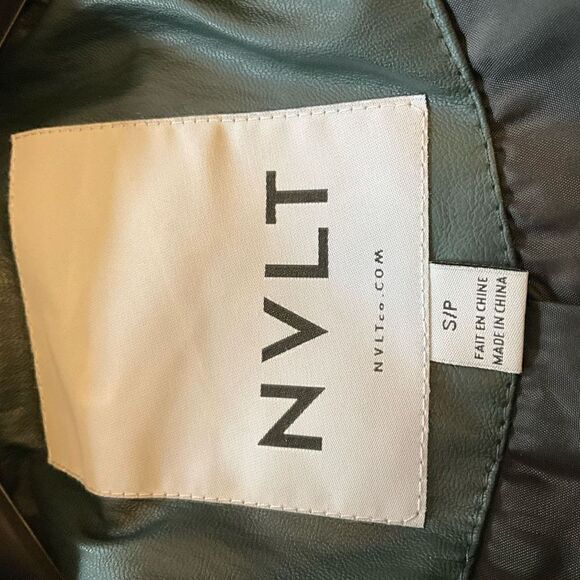 NVLT
NVLTco.COM
S/P
FAIT EN CHINE
MADE IN CHINA